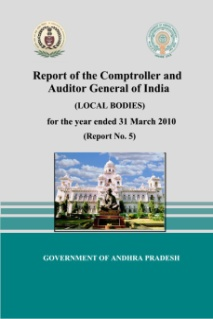 Report of the Comptroller and
Auditor General of India
(LOCAL BODIES)
for the year ended 31 March 2010
(Report No. 5)
GOVERNMENT OF ANDHRA PRADESH